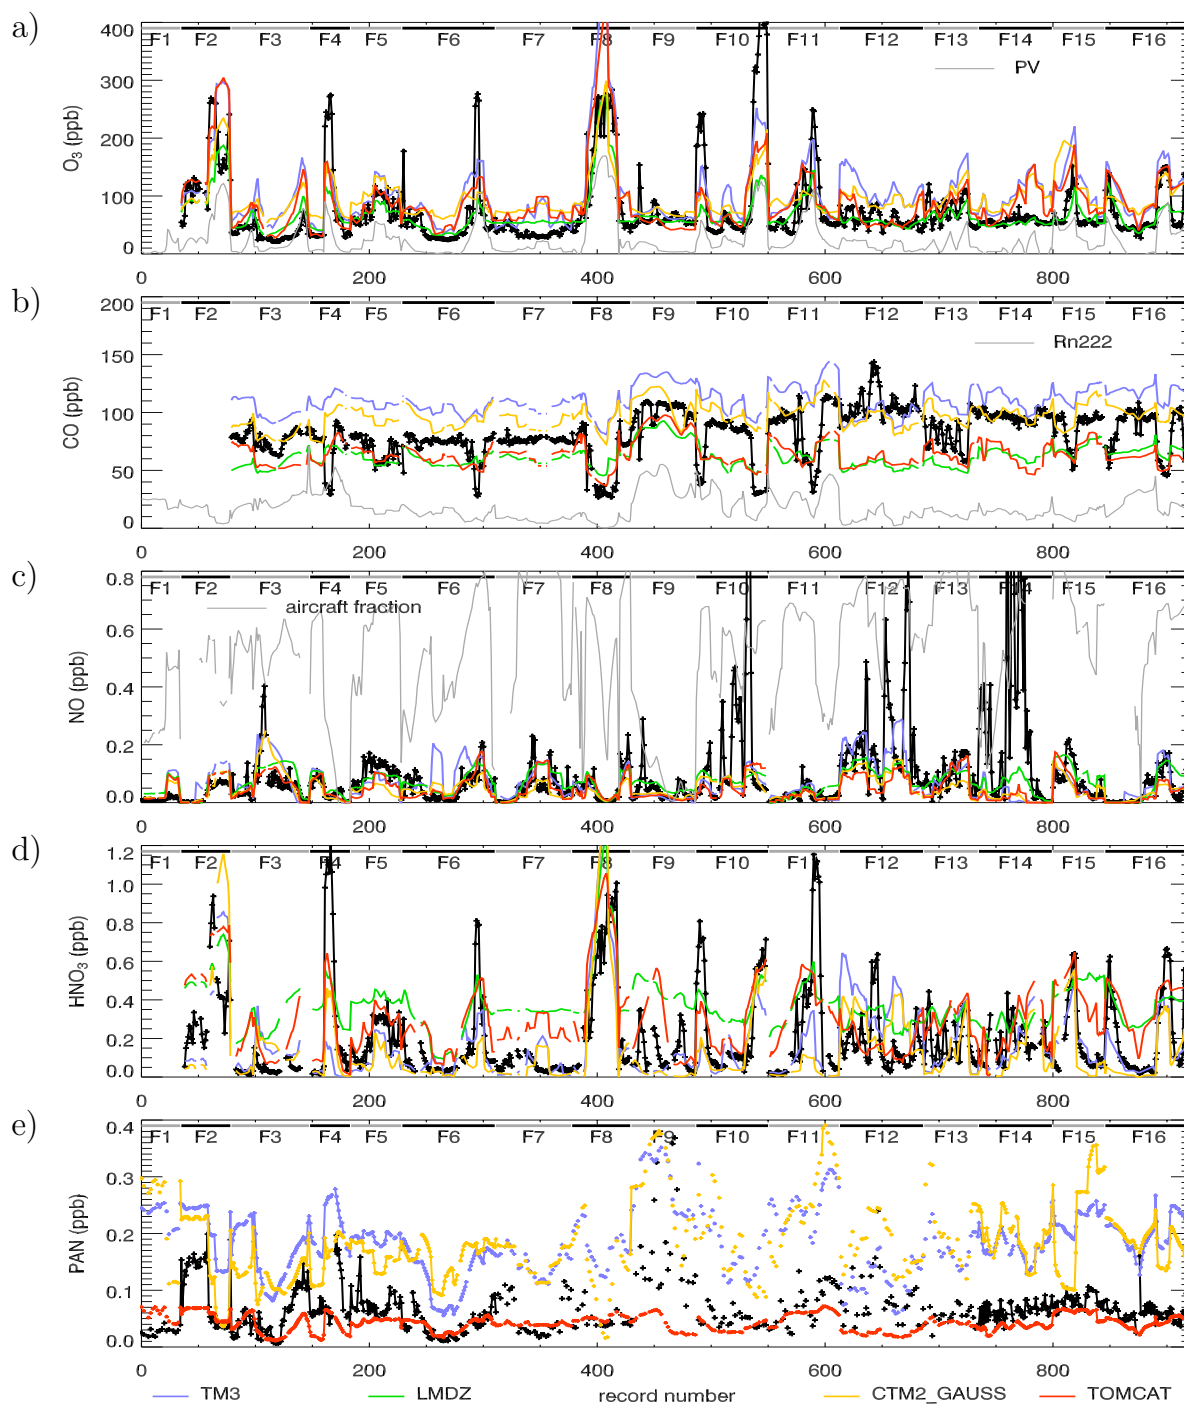 a)
400
300
200
100
0
O3 (ppb)
F1 F2 F3 F4 F5 F6 F7 F8 F9 F10 F11 F12 F13 F14 F15 F16
PV
0 200 400 600 800
b)
200
150
100
50
0
CO (ppb)
F1 F2 F3 F4 F5 F6 F7 F8 F9 F10 F11 F12 F13 F14 F15 F16
Rn222
0 200 400 600 800
c)
0.8
0.6
0.4
0.2
0.0
NO (ppb)
F1 F2 F3 F4 F5 F6 F7 F8 F9 F10 F11 F12 F13 F14 F15 F16
aircraft fraction
0 200 400 600 800
d)
1.2
1.0
0.8
0.6
0.4
0.2
0.0
HNO3 (ppb)
F1 F2 F3 F4 F5 F6 F7 F8 F9 F10 F11 F12 F13 F14 F15 F16
0 200 400 600 800
e)
0.4
0.3
0.2
0.1
0.0
PAN (ppb)
F1 F2 F3 F4 F5 F6 F7 F8 F9 F10 F11 F12 F13 F14 F15 F16
0 200 400 600 800
TM3 LMDZ record number CTM2_GAUSS TOMCAT